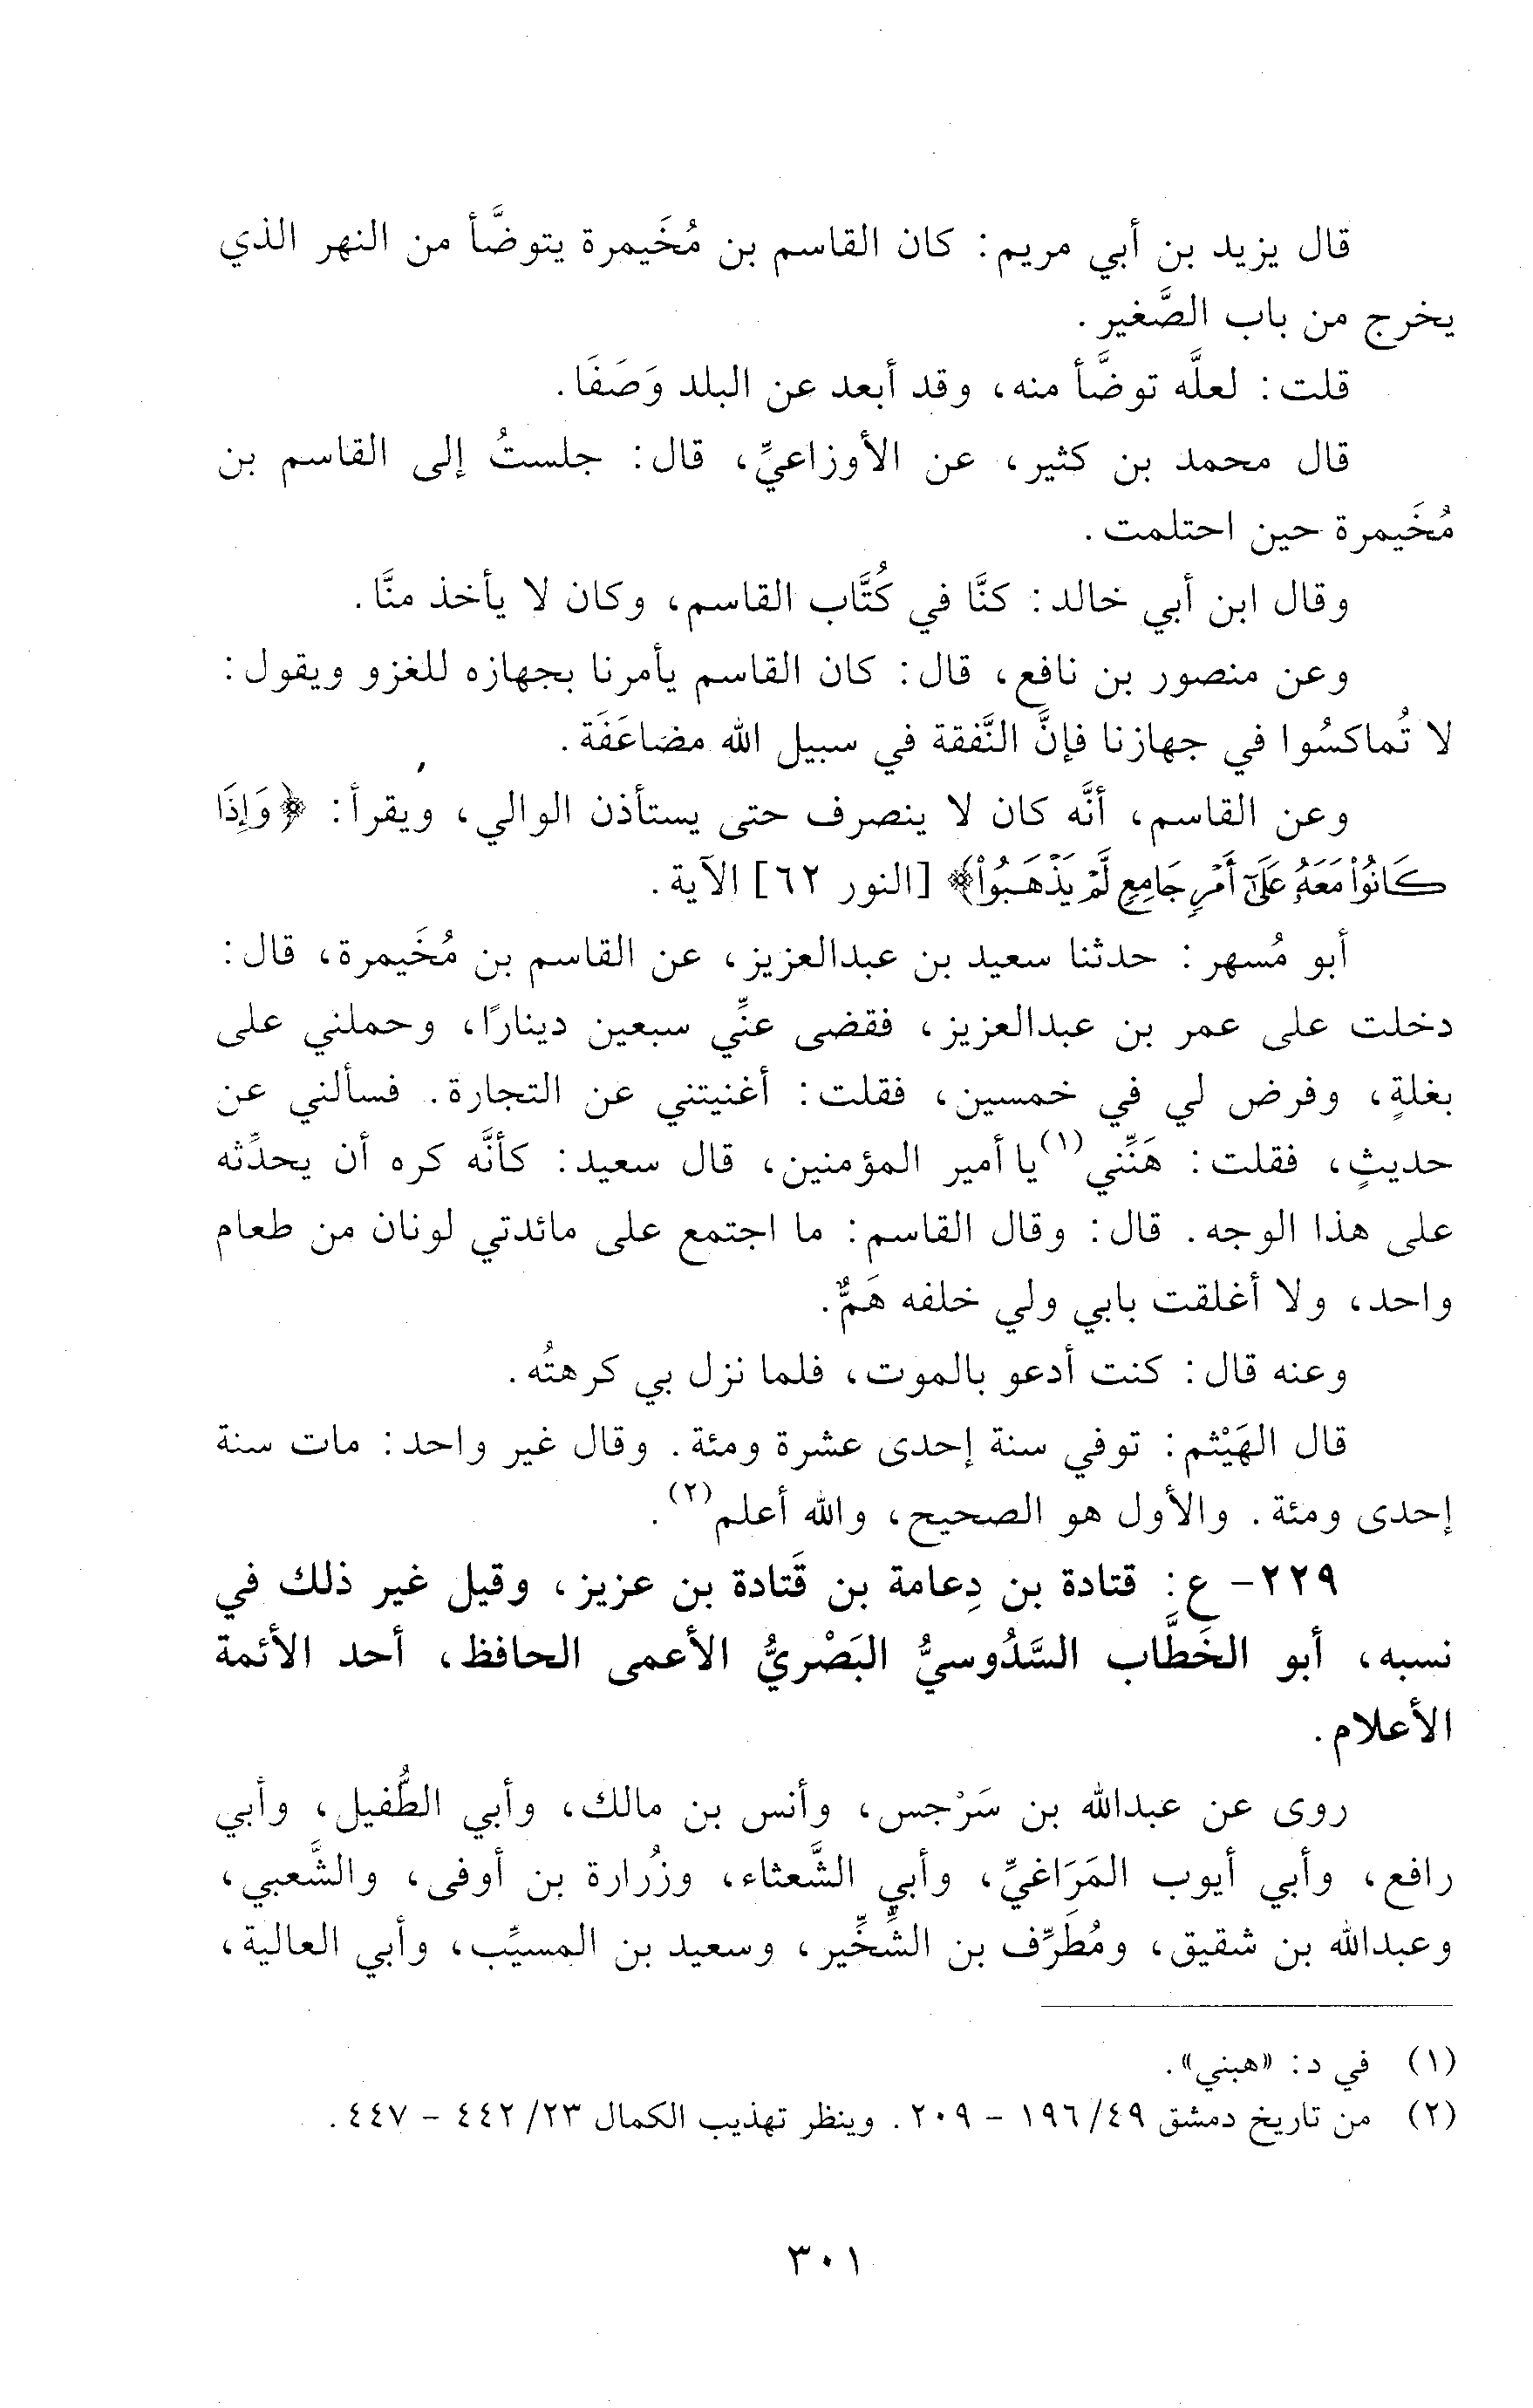 قال يزيد بن أبي مريم: كان القاسم بن مُخَيمرة يتوضَّأ من النهر الذي
يخرج من باب الصَّغير.
قلت: لعلَّه توضَّأ منه، وقد أبعد عن البلد وَصَفَا.
قال محمد بن كثير، عن الأوزاعيِّ، قال: جلستُ إلى القاسم بن
مُخَيمرة حين احتلمت.
وقال ابن أبي خالد: كنَّا في كُتَّاب القاسم، وكان لا يأخذ منَّا.
وعن منصور بن نافع، قال: كان القاسم يأمرنا بجهازه للغزو ويقول:
لا تُماكسُوا في جهازنا فإنَّ النَّفقة في سبيل الله مضاعَفَة.
وعن القاسم، أنَّه كان لا ينصرف حتى يستأذن الوالي، ويقرأ: ﴿وَإِذَا
كَانُوا۟ مَعَهُۥ عَلَىٰٓ أَمْرٍ جَامِعٍ لَّمْ يَذْهَبُوا۟﴾ [النور ٦٢] الآية.
أبو مُسهر: حدثنا سعيد بن عبدالعزيز، عن القاسم بن مُخَيمرة، قال:
دخلت على عمر بن عبدالعزيز، فقضى عنِّي سبعين دينارًا، وحملني على
بغلةٍ، وفرض لي في خمسين، فقلت: أغنيتني عن التجارة. فسألني عن
حديثٍ، فقلت: هَنِّني(١) يا أمير المؤمنين، قال سعيد: كأنَّه كره أن يحدِّثه
على هذا الوجه. قال: وقال القاسم: ما اجتمع على مائدتي لونان من طعام
واحد، ولا أغلقت بابي ولي خلفه هَمٌّ.
وعنه قال: كنت أدعو بالموت، فلما نزل بي كرهتُه.
قال الهَيْثم: توفي سنة إحدى عشرة ومئة. وقال غير واحد: مات سنة
إحدى ومئة. والأول هو الصحيح، والله أعلم(٢).
٢٢٩- ع: قتادة بن دِعامة بن قَتادة بن عزيز، وقيل غير ذلك في
نسبه، أبو الخَطَّاب السَّدُوسيُّ البَصْريُّ الأعمى الحافظ، أحد الأئمة
الأعلام.
روى عن عبدالله بن سَرْجس، وأنس بن مالك، وأبي الطُّفيل، وأبي
رافع، وأبي أيوب المَرَاغيِّ، وأبي الشَّعثاء، وزُرارة بن أوفى، والشَّعبي،
وعبدالله بن شقيق، ومُطَرِّف بن الشِّخِّير، وسعيد بن المسيِّب، وأبي العالية،
(١) في د: «هبني».
(٢) من تاريخ دمشق ٤٩/ ١٩٦ - ٢٠٩. وينظر تهذيب الكمال ٢٣/ ٤٤٢ - ٤٤٧.
٣٠١